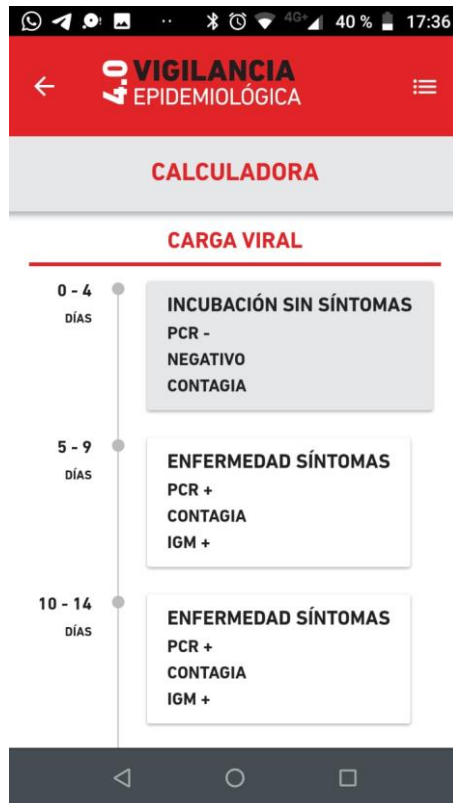 4G+ 40 % 17:36
4.0 VIGILANCIA
EPIDEMIOLÓGICA
CALCULADORA
CARGA VIRAL
0 - 4
DÍAS
INCUBACIÓN SIN SÍNTOMAS
PCR -
NEGATIVO
CONTAGIA
5 - 9
DÍAS
ENFERMEDAD SÍNTOMAS
PCR +
CONTAGIA
IGM +
10 - 14
DÍAS
ENFERMEDAD SÍNTOMAS
PCR +
CONTAGIA
IGM +